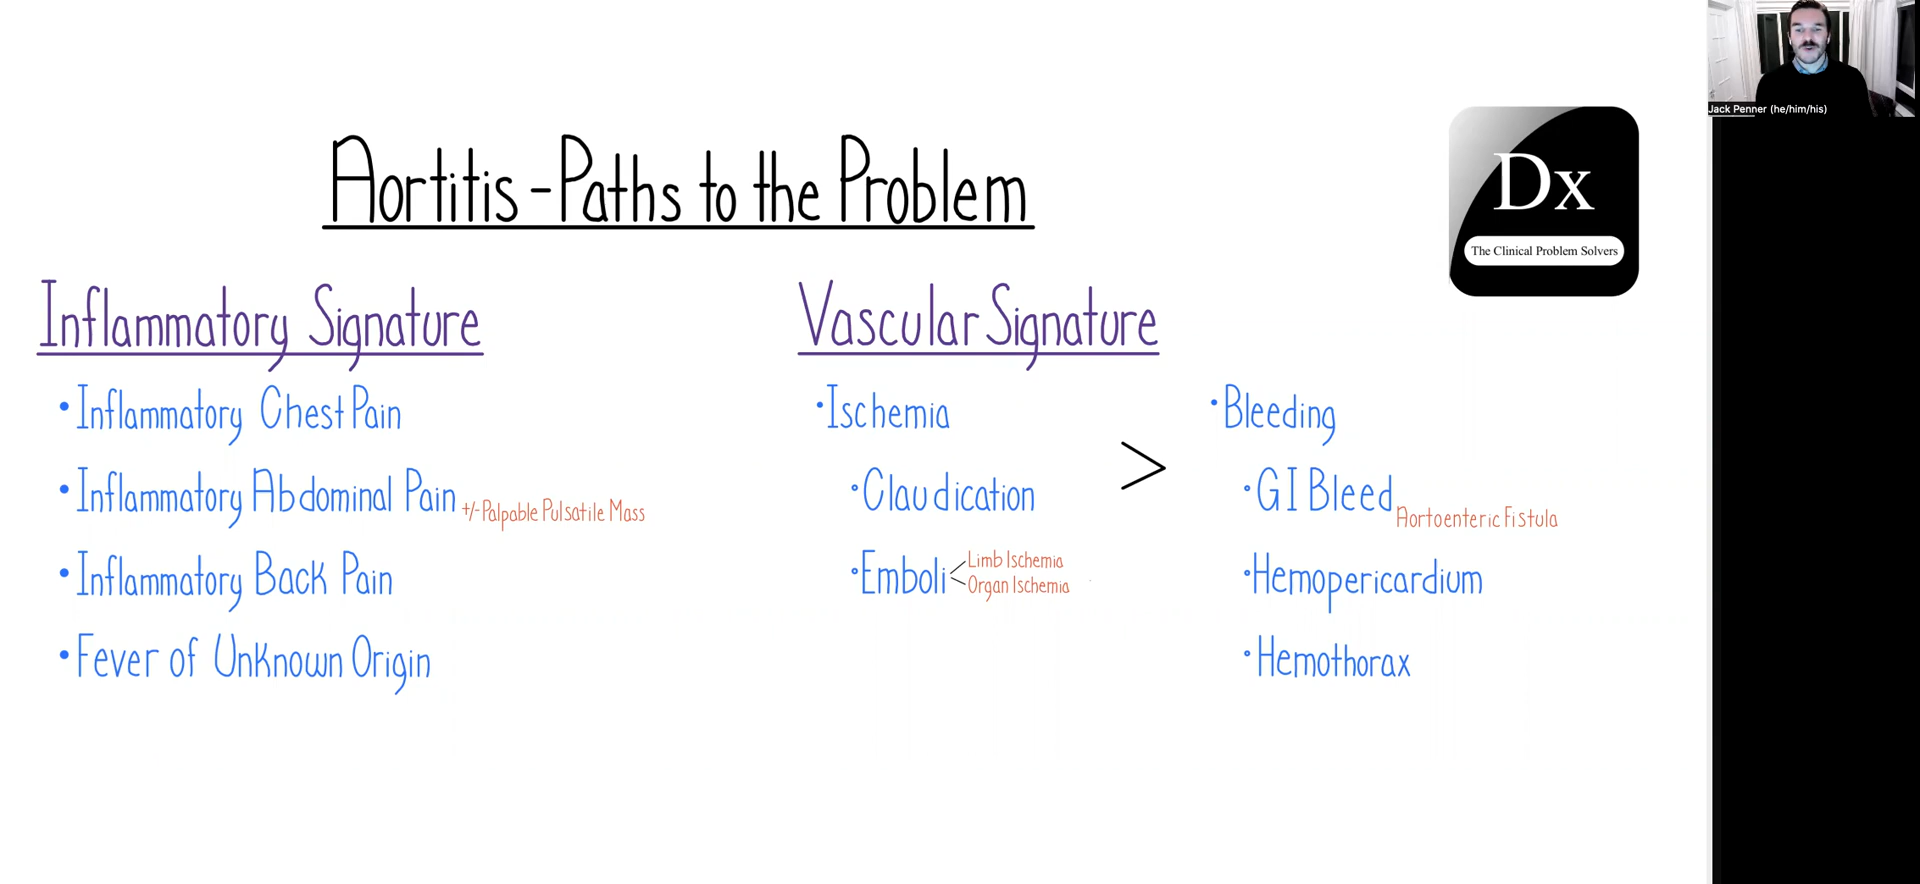 Jack Penner (he/him/his)
Aortitis - Paths to the Problem
Dx
The Clinical Problem Solvers
Inflammatory Signature
• Inflammatory Chest Pain
• Inflammatory Abdominal Pain +/- Palpable Pulsatile Mass
• Inflammatory Back Pain
• Fever of Unknown Origin
Vascular Signature
• Ischemia
• Claudication
• Emboli < Limb Ischemia
Organ Ischemia
>
• Bleeding
• GI Bleed Aortoenteric Fistula
• Hemopericardium
• Hemothorax